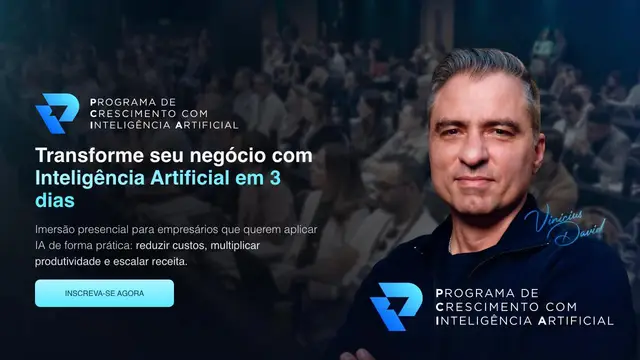 PROGRAMA DE
CRESCIMENTO COM
INTELIGÊNCIA ARTIFICIAL
Transforme seu negócio com
Inteligência Artificial em 3
dias
Imersão presencial para empresários que querem aplicar
IA de forma prática: reduzir custos, multiplicar
produtividade e escalar receita.
INSCREVA-SE AGORA
Vinicius
David
PROGRAMA DE
CRESCIMENTO COM
INTELIGÊNCIA ARTIFICIAL